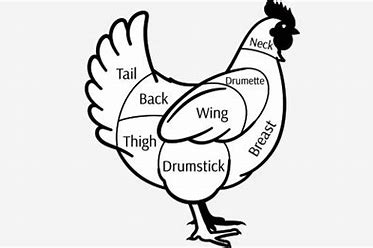 Neck
Tail
Drumette
Back
Wing
Thigh
Breast
Drumstick